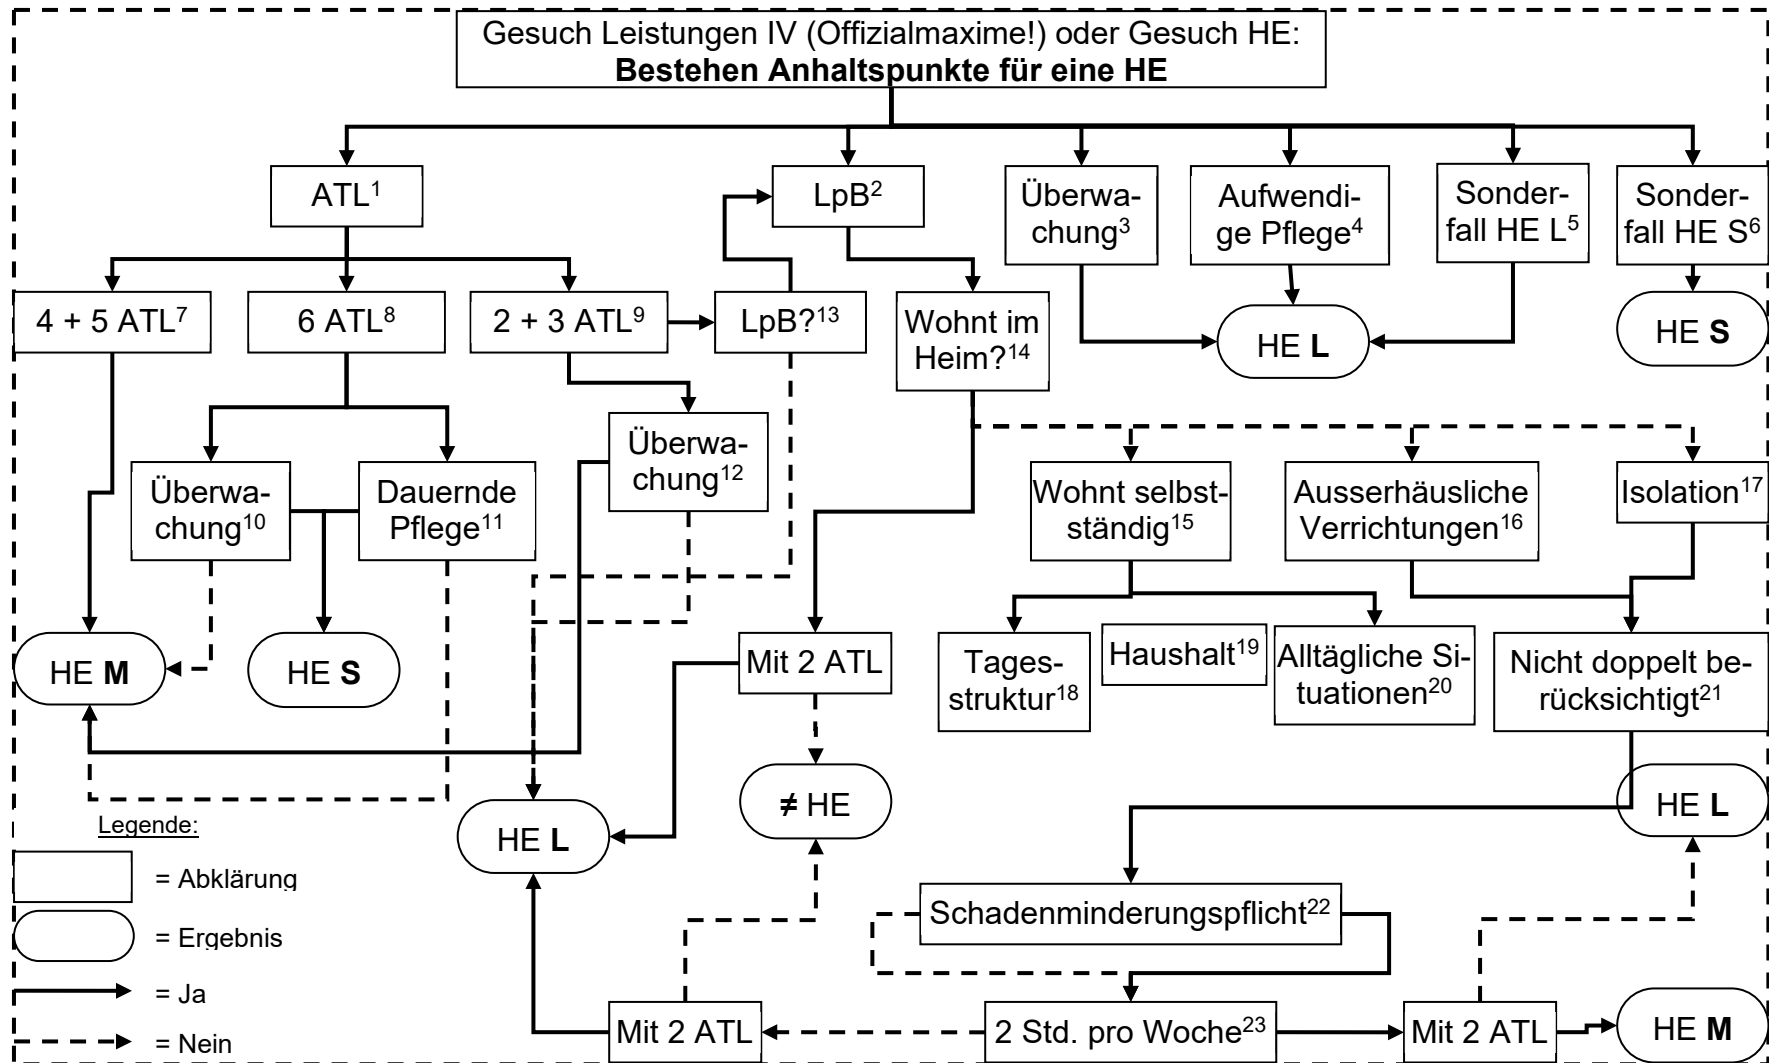 Gesuch Leistungen IV (Offizialmaxime!) oder Gesuch HE:
Bestehen Anhaltspunkte für eine HE
ATL1
LpB2
Überwa-
chung3
Aufwendi-
ge Pflege4
Sonder-
fall HE L5
Sonder-
fall HE S6
4 + 5 ATL7
6 ATL8
2 + 3 ATL9
LpB?13
Wohnt im
Heim?14
HE L
HE S
Überwa-
chung10
Dauernde
Pflege11
Überwa-
chung12
Wohnt selbst-
ständig15
Ausserhäusliche
Verrichtungen16
Isolation17
HE M
HE S
Mit 2 ATL
Tages-
struktur18
Haushalt19
Alltägliche Si-
tuationen20
Nicht doppelt be-
rücksichtigt21
≠ HE
HE L
HE L
Legende:
= Abklärung
= Ergebnis
= Ja
= Nein
Schadenminderungspflicht22
Mit 2 ATL
2 Std. pro Woche23
Mit 2 ATL
HE M